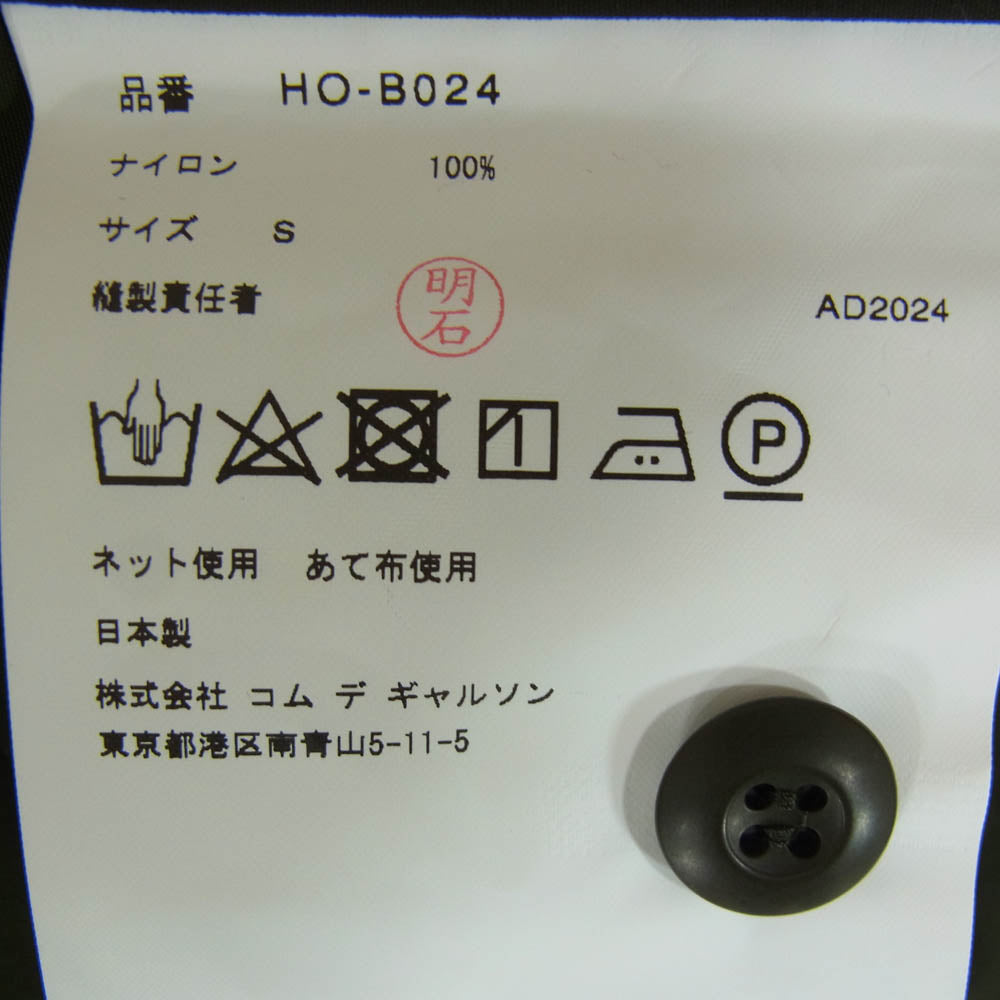 品番 HO-B024
ナイロン 100%
サイズ S
縫製責任者 明石 AD2024
P
ネット使用 あて布使用
日本製
株式会社 コム デ ギャルソン
東京都港区南青山5-11-5